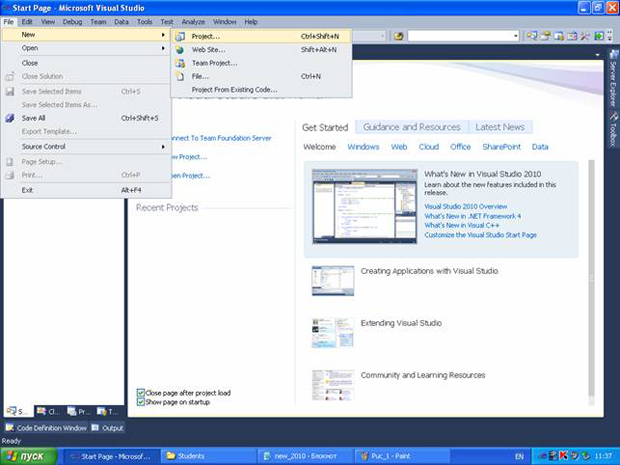 Start Page - Microsoft Visual Studio
File Edit View Debug Team Data Tools Test Analyze Window Help
New
Open
Close
Close Solution
Save Selected Items Ctrl+S
Save Selected Items As...
Save All Ctrl+Shift+S
Export Template...
Source Control
Page Setup...
Print... Ctrl+P
Exit Alt+F4
Project... Ctrl+Shift+N
Web Site... Shift+Alt+N
Team Project...
File... Ctrl+N
Project From Existing Code...
Server Explorer
Toolbox
onnect To Team Foundation Server
w Project...
en Project...
Recent Projects
Get Started Guidance and Resources Latest News
Welcome Windows Web Cloud Office SharePoint Data
What's New in Visual Studio 2010
Learn about the new features included in this
release.
Visual Studio 2010 Overview
What's New in .NET Framework 4
What's New in Visual C++
Customize the Visual Studio Start Page
Creating Applications with Visual Studio
Extending Visual Studio
Community and Learning Resources
Close page after project load
Show page on startup
S... Cl... Pr... T...
Code Definition Window Output
Ready
пуск Start Page - Microso... Students new_2010 - Блокнот Рис_1 - Paint EN 11:37